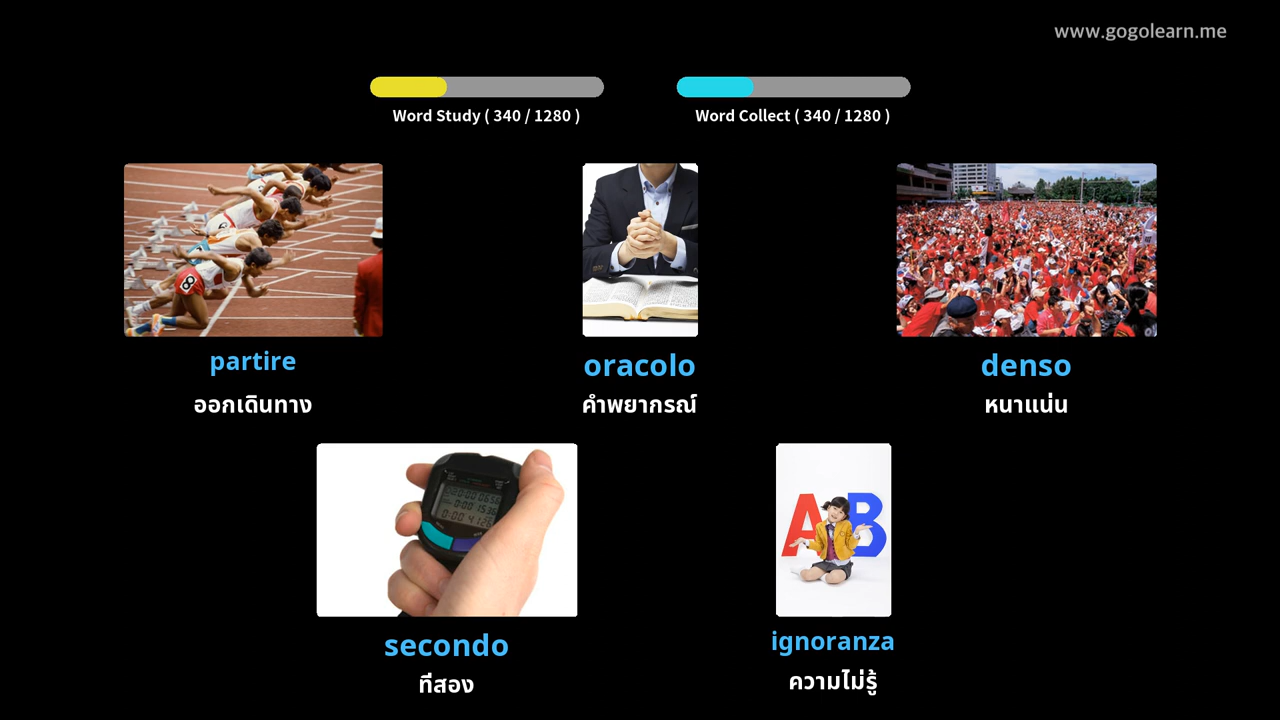 www.gogolearn.me
Word Study ( 340 / 1280 )
Word Collect ( 340 / 1280 )
partire
oracolo
denso
ออกเดินทาง
คำพยากรณ์
หนาแน่น
A B
secondo
ignoranza
ที่สอง
ความไม่รู้